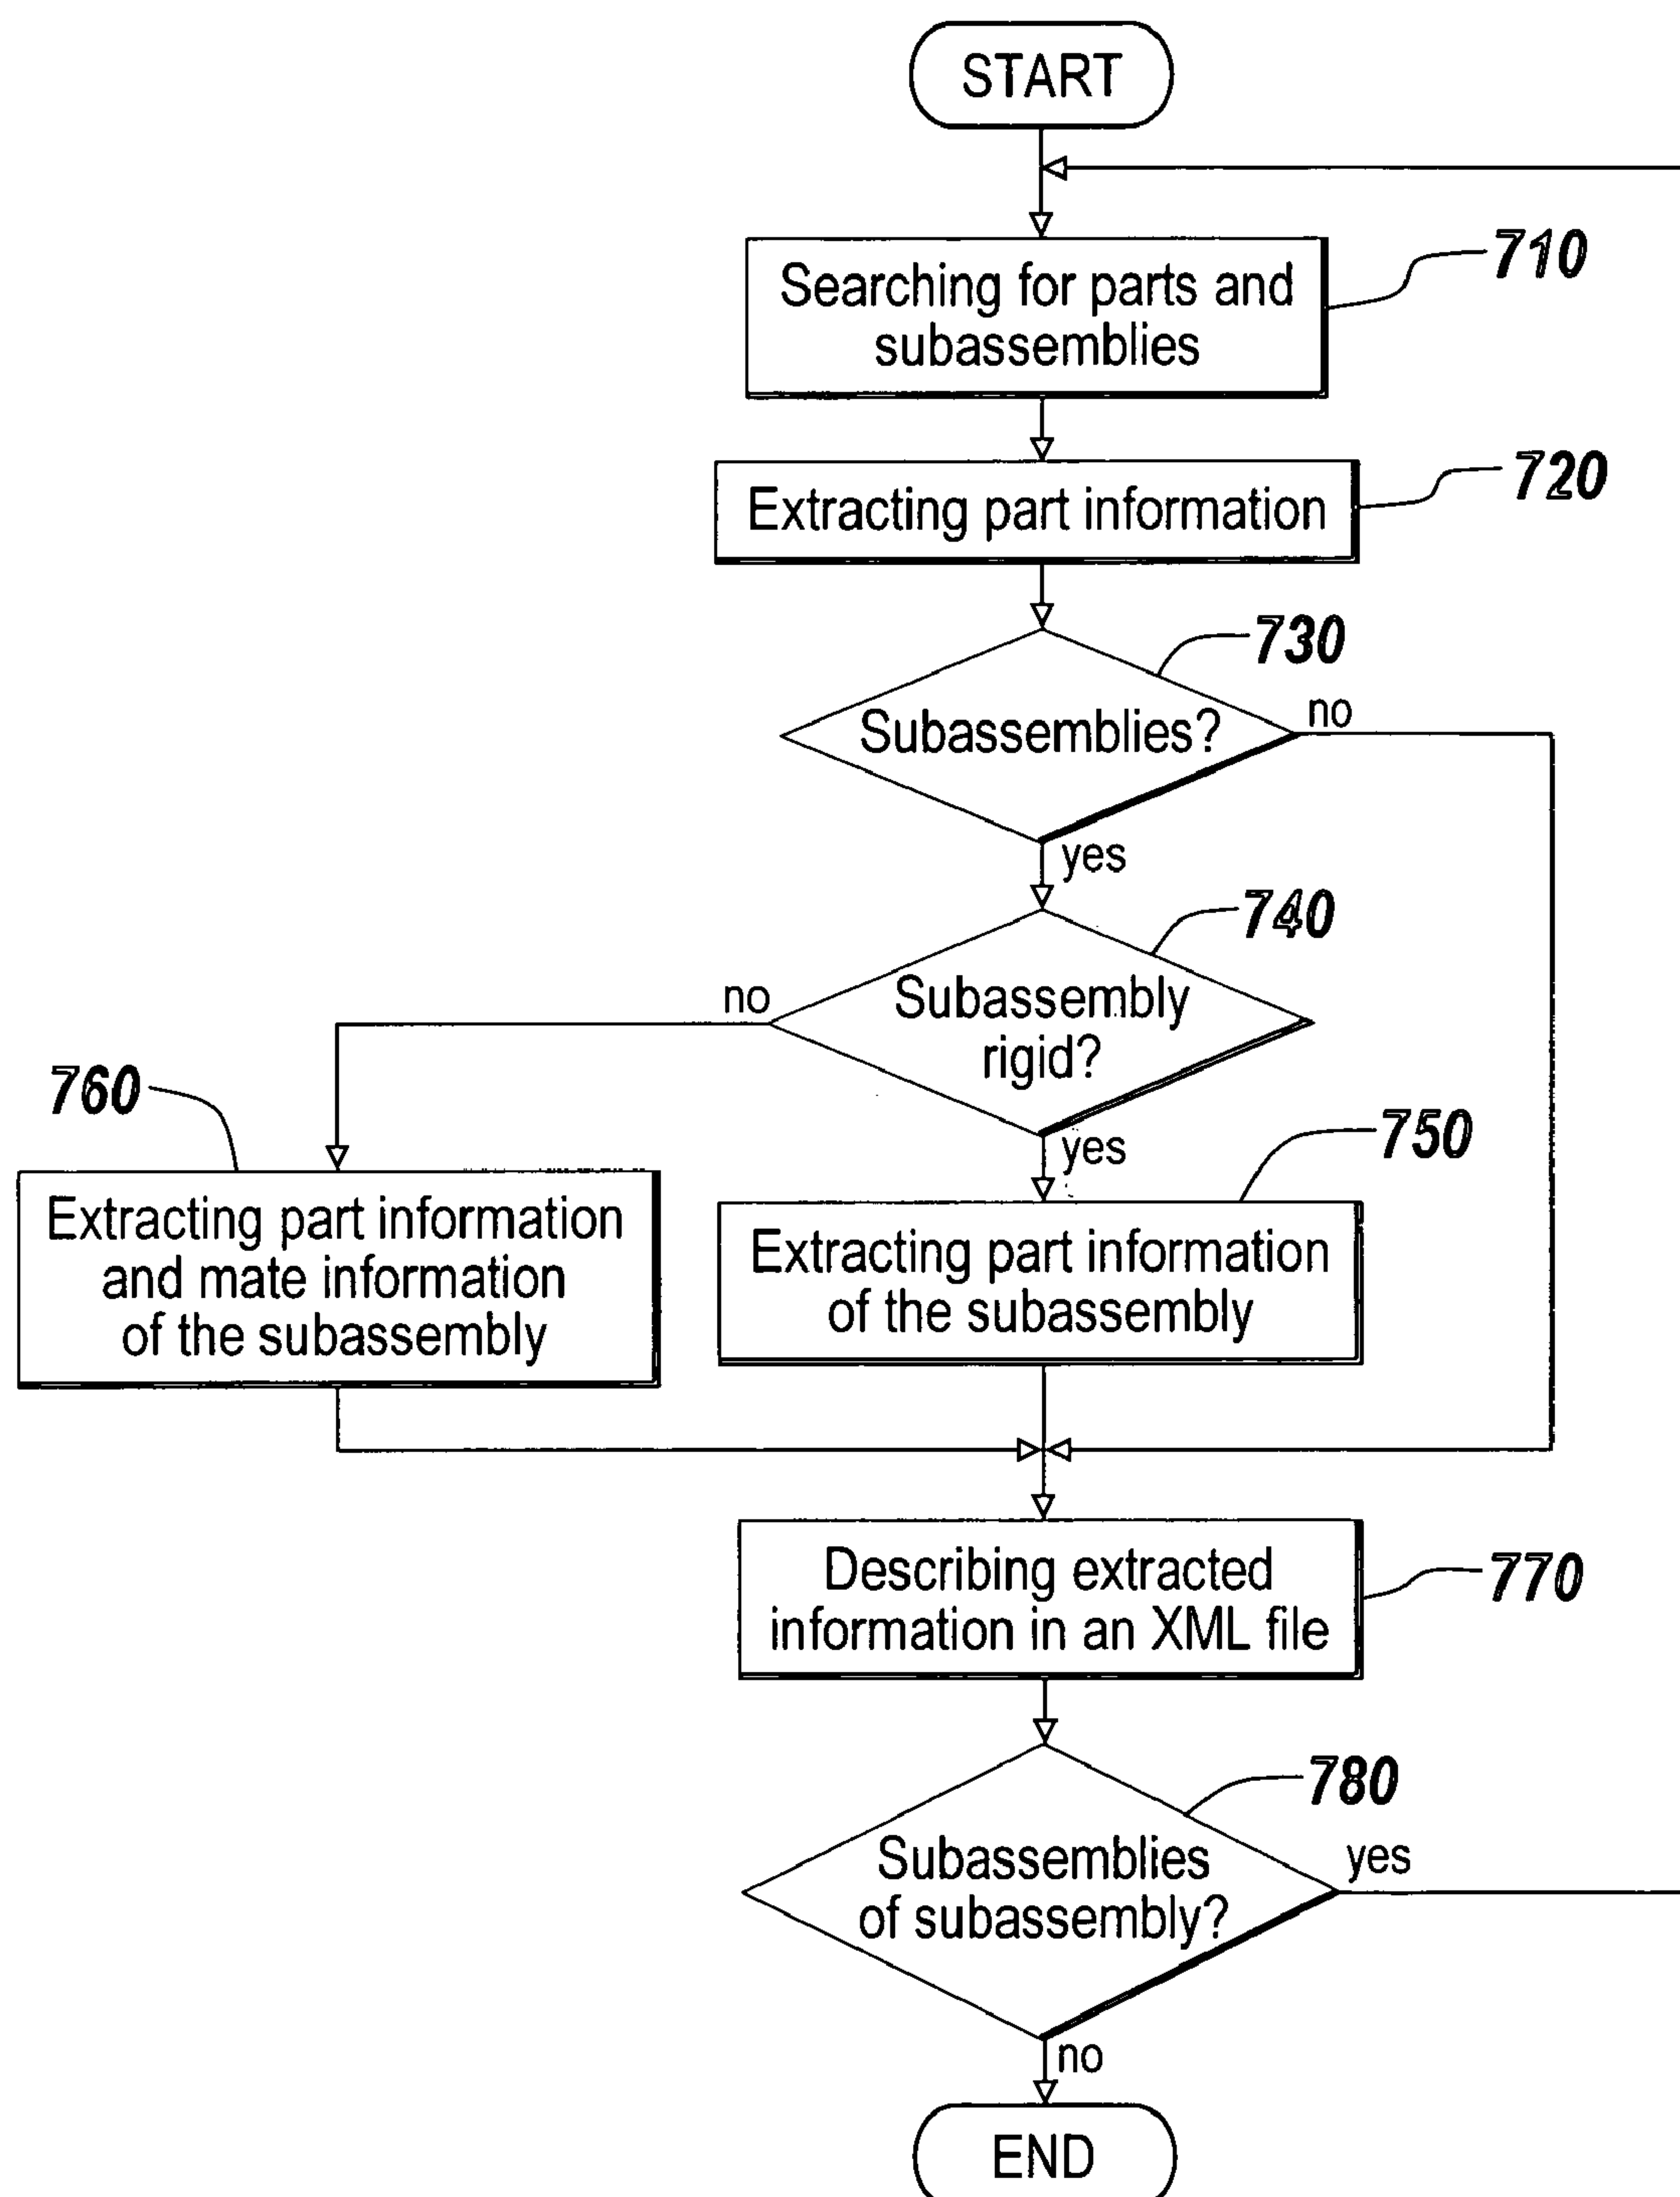 START
Searching for parts and
subassemblies
710
Extracting part information
720
730
Subassemblies?
no
yes
740
Subassembly
rigid?
no
yes
760
Extracting part information
and mate information
of the subassembly
750
Extracting part information
of the subassembly
Describing extracted
information in an XML file
770
780
Subassemblies
of subassembly?
yes
no
END